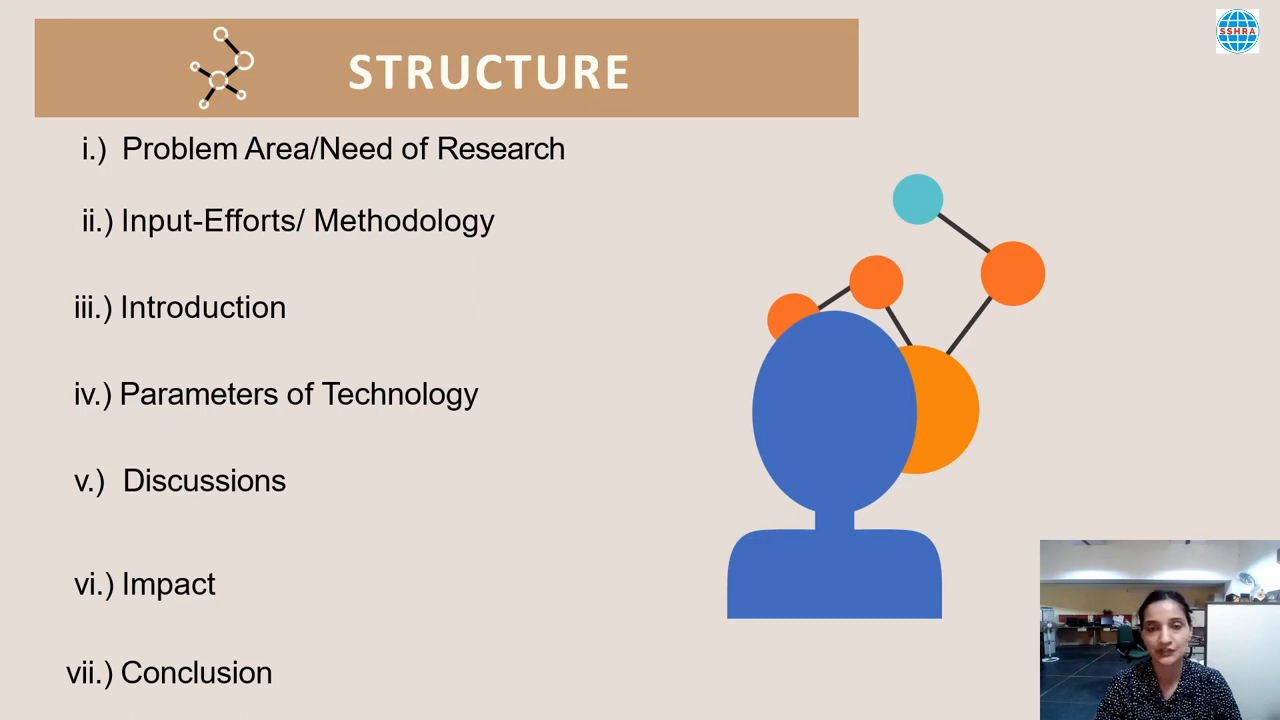 SSHRA
STRUCTURE
i.) Problem Area/Need of Research
ii.) Input-Efforts/ Methodology
iii.) Introduction
iv.) Parameters of Technology
v.) Discussions
vi.) Impact
vii.) Conclusion